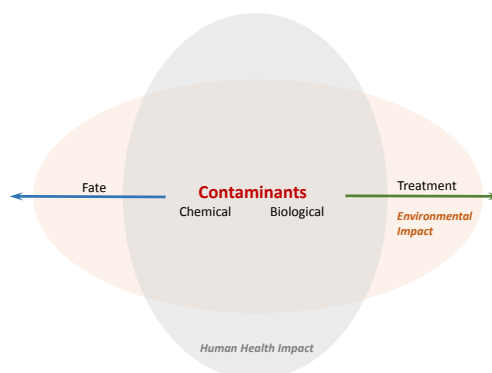 Fate
Contaminants
Treatment
Chemical
Biological
Environmental
Impact
Human Health Impact